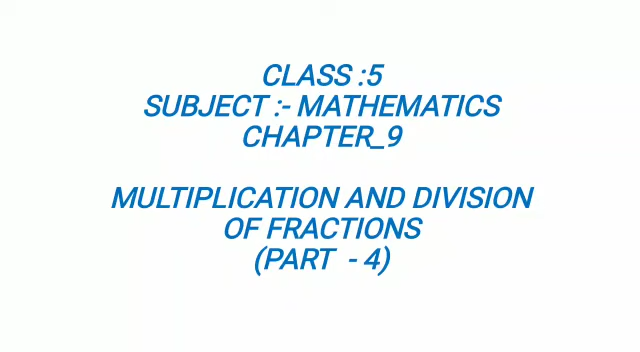 CLASS :5
SUBJECT :- MATHEMATICS
CHAPTER_9
MULTIPLICATION AND DIVISION
OF FRACTIONS
(PART - 4)